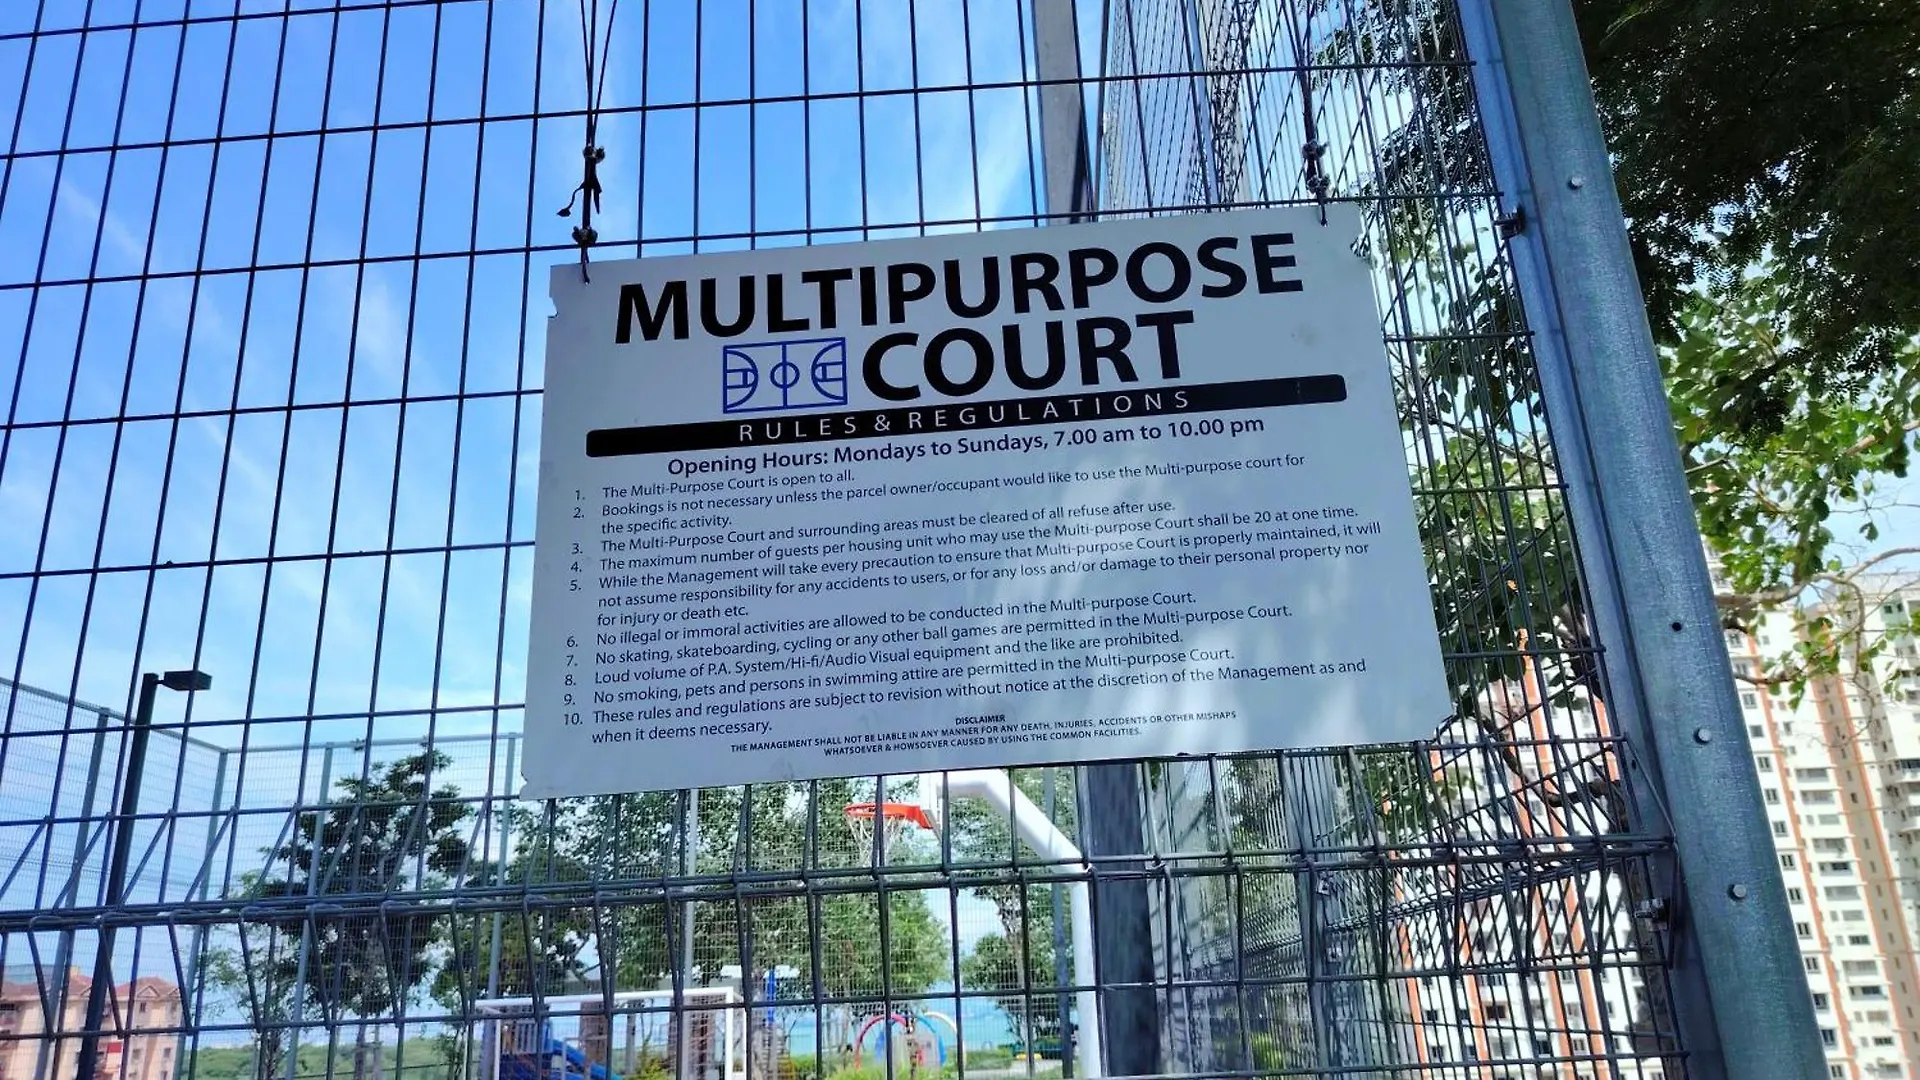 MULTIPURPOSE
COURT
RULES & REGULATIONS
Opening Hours: Mondays to Sundays, 7.00 am to 10.00 pm
1. The Multi-Purpose Court is open to all.
2. Bookings is not necessary unless the parcel owner/occupant would like to use the Multi-purpose court for
the specific activity.
3. The Multi-Purpose Court and surrounding areas must be cleared of all refuse after use.
4. The maximum number of guests per housing unit who may use the Multi-purpose Court shall be 20 at one time.
5. While the Management will take every precaution to ensure that Multi-purpose Court is properly maintained, it will
not assume responsibility for any accidents to users, or for any loss and/or damage to their personal property nor
for injury or death etc.
6. No illegal or immoral activities are allowed to be conducted in the Multi-purpose Court.
7. No skating, skateboarding, cycling or any other ball games are permitted in the Multi-purpose Court.
8. Loud volume of P.A. System/Hi-fi/Audio Visual equipment and the like are prohibited.
9. No smoking, pets and persons in swimming attire are permitted in the Multi-purpose Court.
10. These rules and regulations are subject to revision without notice at the discretion of the Management as and
when it deems necessary.
DISCLAIMER
THE MANAGEMENT SHALL NOT BE LIABLE IN ANY MANNER FOR ANY DEATH, INJURIES, ACCIDENTS OR OTHER MISHAPS
WHATSOEVER & HOWSOEVER CAUSED BY USING THE COMMON FACILITIES.